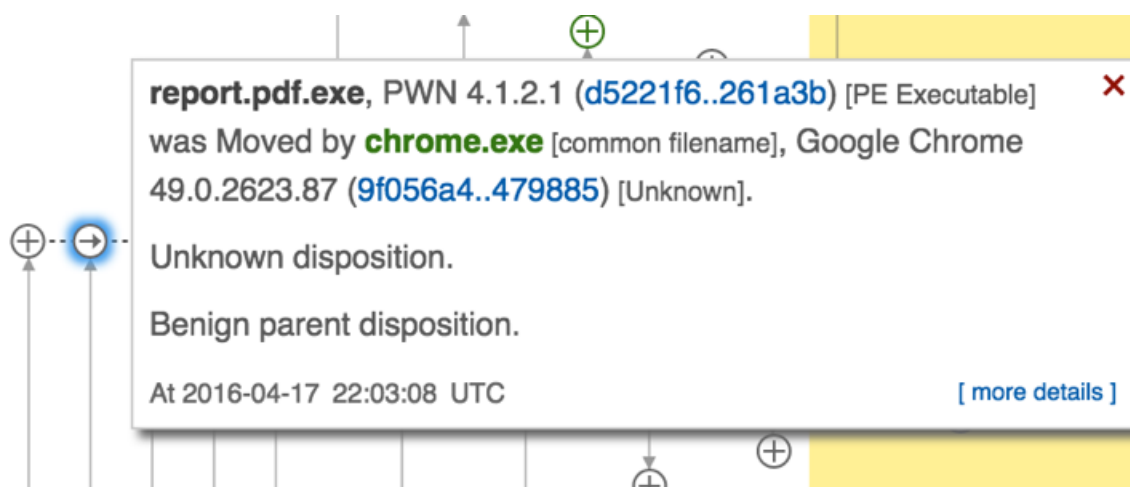 report.pdf.exe, PWN 4.1.2.1 (d5221f6..261a3b) [PE Executable]
was Moved by chrome.exe [common filename], Google Chrome
49.0.2623.87 (9f056a4..479885) [Unknown].
Unknown disposition.
Benign parent disposition.
At 2016-04-17 22:03:08 UTC
[ more details ]